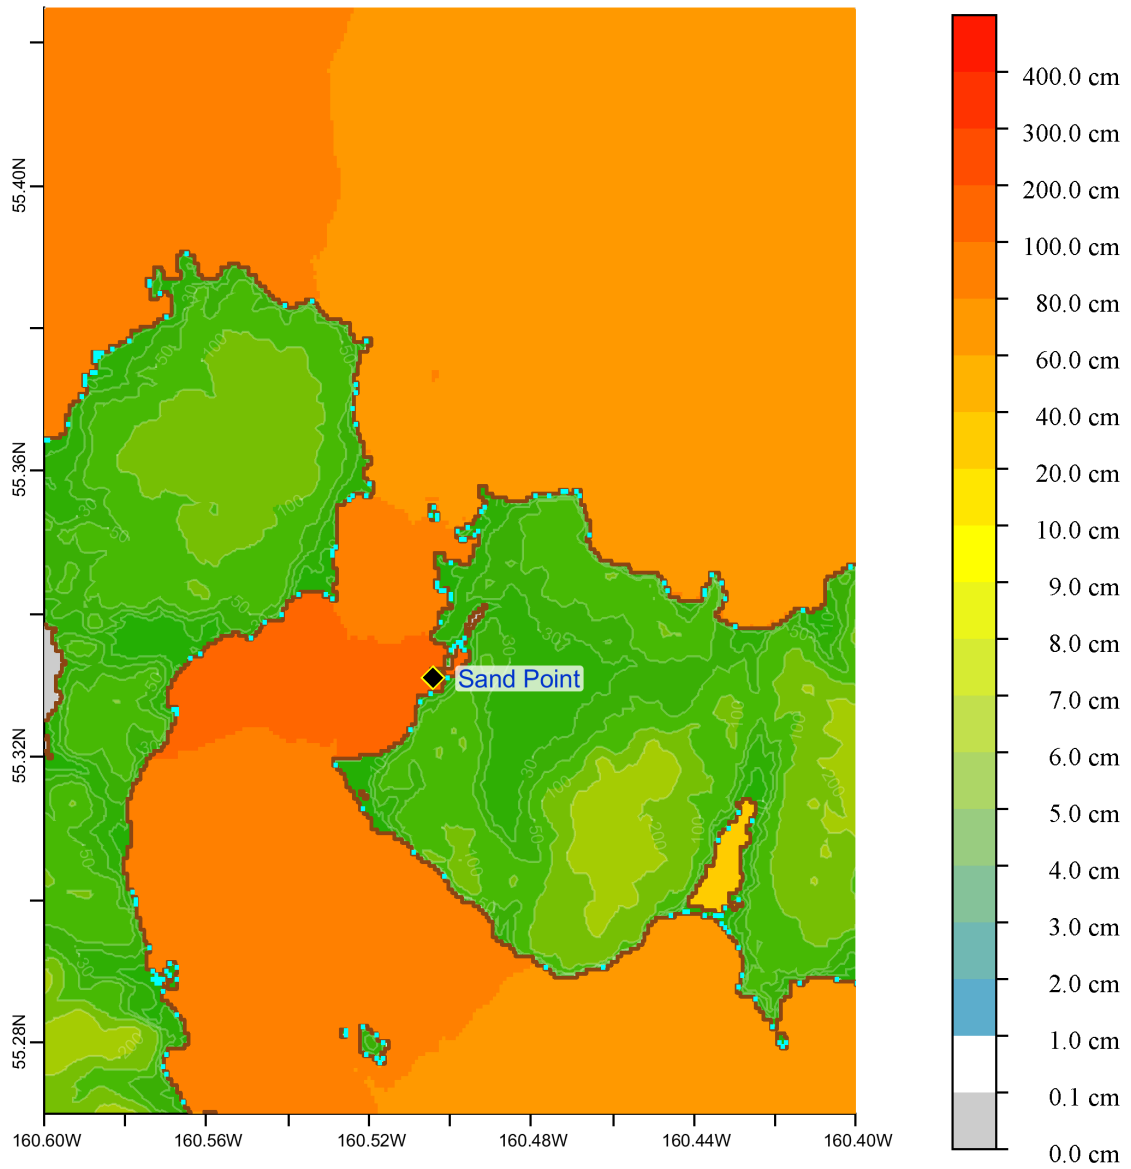 400.0 cm
300.0 cm
200.0 cm
100.0 cm
80.0 cm
60.0 cm
40.0 cm
20.0 cm
10.0 cm
9.0 cm
8.0 cm
7.0 cm
6.0 cm
5.0 cm
4.0 cm
3.0 cm
2.0 cm
1.0 cm
0.1 cm
0.0 cm
55.40N
55.36N
55.32N
55.28N
Sand Point
160.60W
160.56W
160.52W
160.48W
160.44W
160.40W